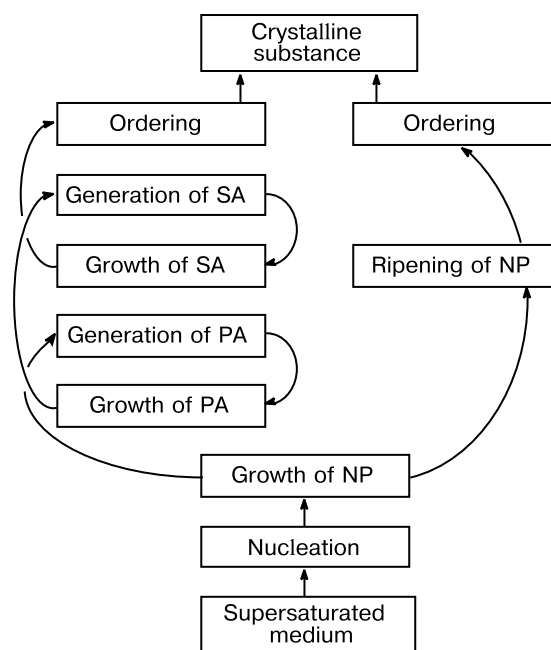 Crystalline
substance
Ordering
Ordering
Generation of SA
Growth of SA
Ripening of NP
Generation of PA
Growth of PA
Growth of NP
Nucleation
Supersaturated
medium